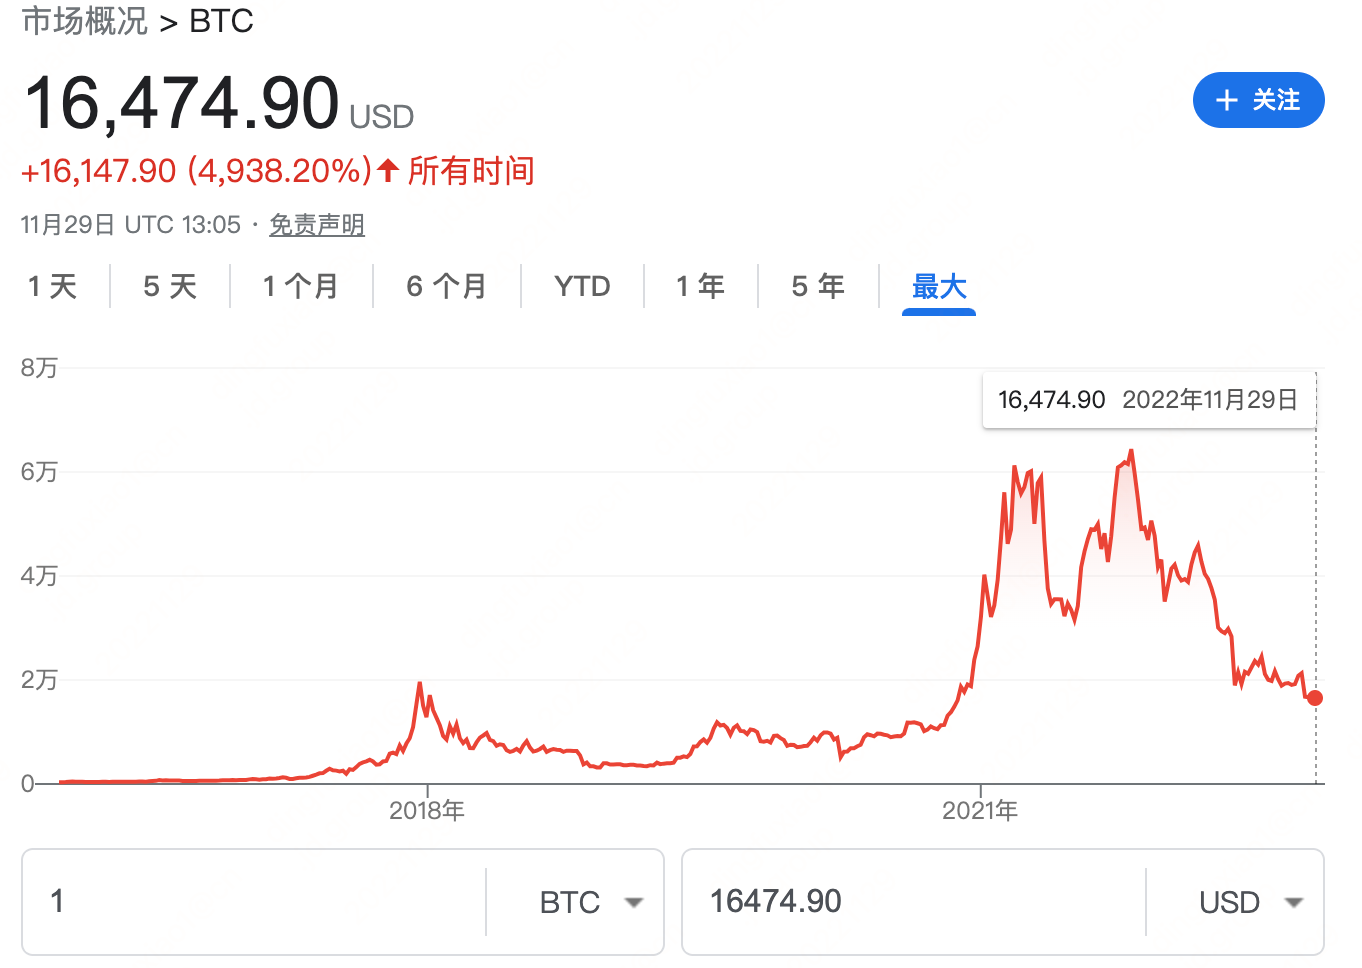 市场概况 > BTC
16,474.90 USD
+ 关注
+16,147.90 (4,938.20%)↑ 所有时间
11月29日 UTC 13:05 · 免责声明
1 天 5 天 1 个月 6 个月 YTD 1 年 5 年 最大
8万
16,474.90 2022年11月29日
6万
4万
2万
0
2018年 2021年
1 BTC 16474.90 USD